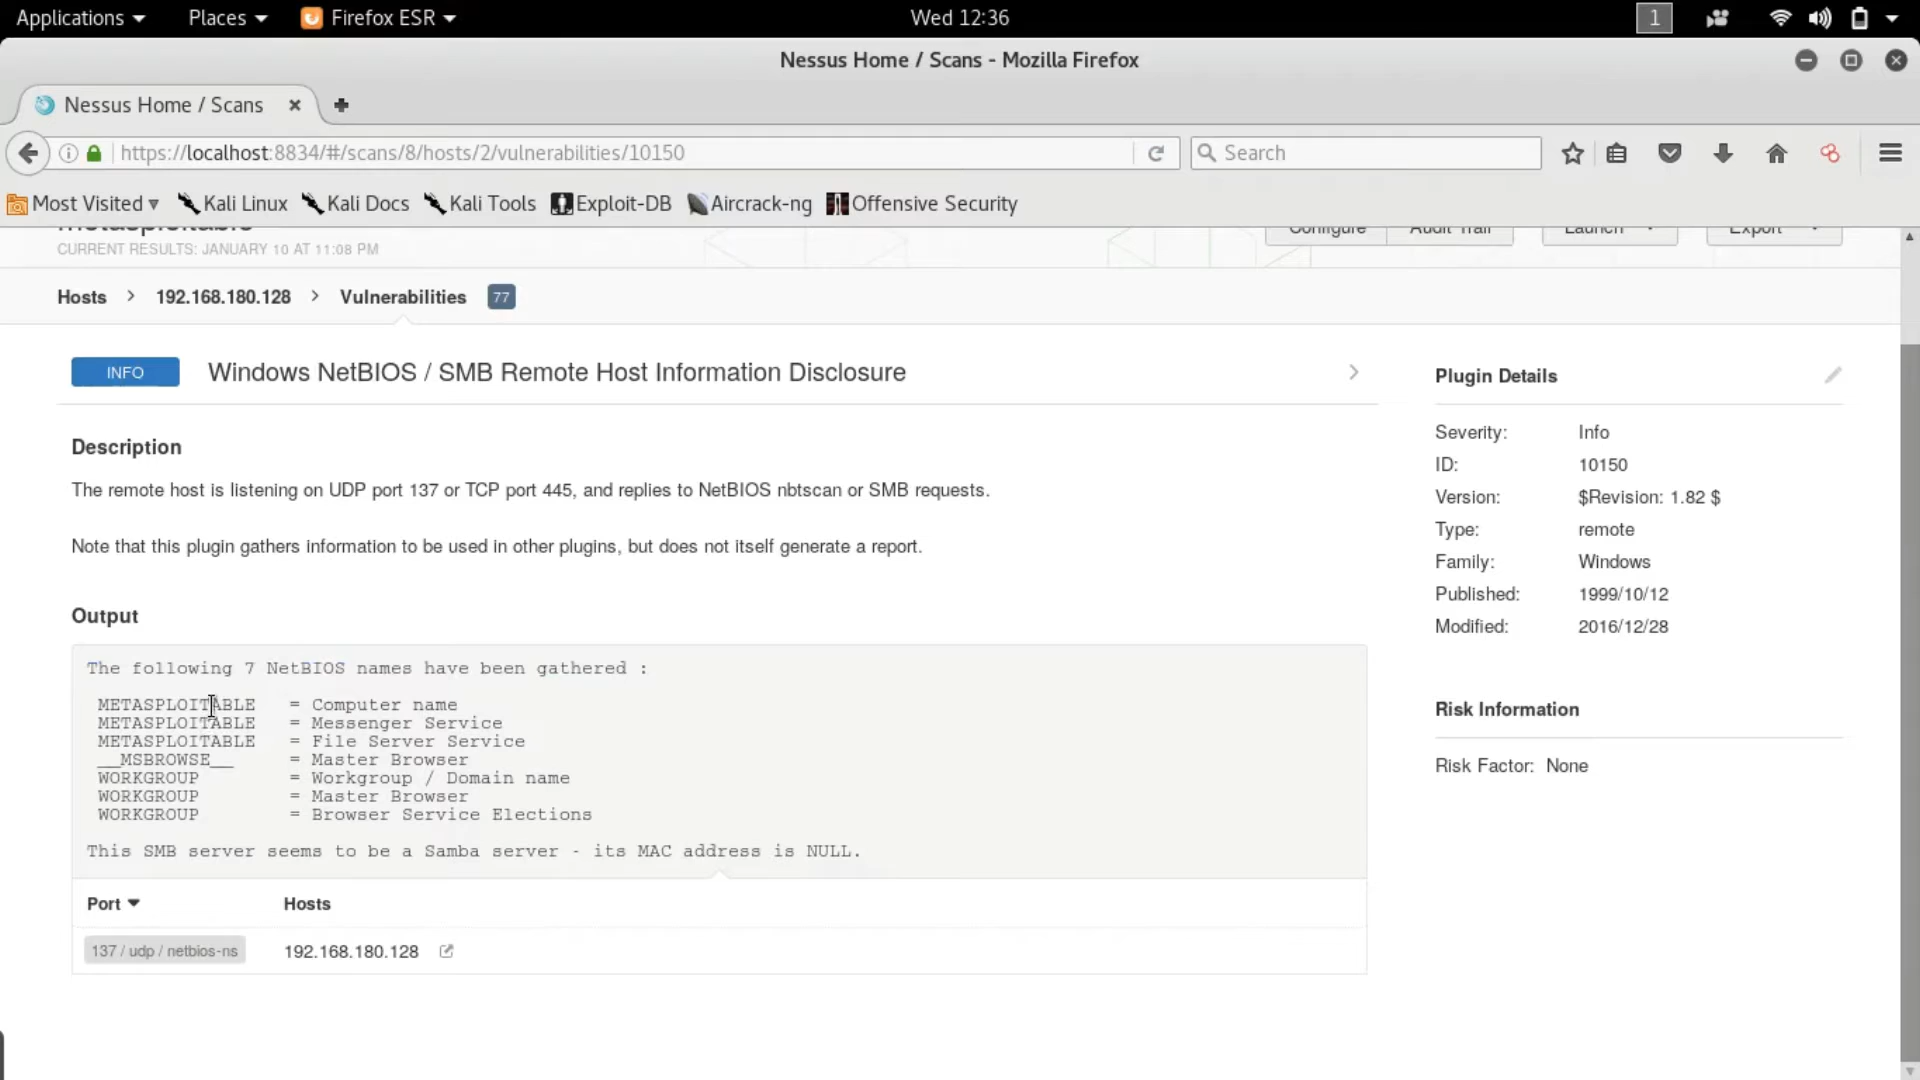 Applications Places Firefox ESR Wed 12:36 1
Nessus Home / Scans - Mozilla Firefox
Nessus Home / Scans
https://localhost:8834/#/scans/8/hosts/2/vulnerabilities/10150 Search
Most Visited Kali Linux Kali Docs Kali Tools Exploit-DB Aircrack-ng Offensive Security
metasploitable Configure Audit Trail Launch Export
CURRENT RESULTS: JANUARY 10 AT 11:08 PM
Hosts > 192.168.180.128 > Vulnerabilities 77
INFO Windows NetBIOS / SMB Remote Host Information Disclosure
Description
The remote host is listening on UDP port 137 or TCP port 445, and replies to NetBIOS nbtscan or SMB requests.
Note that this plugin gathers information to be used in other plugins, but does not itself generate a report.
Output
The following 7 NetBIOS names have been gathered :
METASPLOITABLE = Computer name
METASPLOITABLE = Messenger Service
METASPLOITABLE = File Server Service
__MSBROWSE__ = Master Browser
WORKGROUP = Workgroup / Domain name
WORKGROUP = Master Browser
WORKGROUP = Browser Service Elections
This SMB server seems to be a Samba server - its MAC address is NULL.
Port Hosts
137 / udp / netbios-ns 192.168.180.128
Plugin Details
Severity: Info
ID: 10150
Version: $Revision: 1.82 $
Type: remote
Family: Windows
Published: 1999/10/12
Modified: 2016/12/28
Risk Information
Risk Factor: None